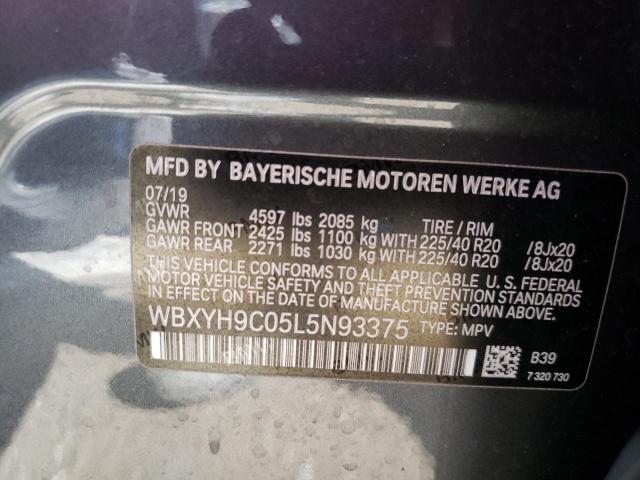 MFD BY BAYERISCHE MOTOREN WERKE AG
07/19
GVWR 4597 lbs 2085 kg TIRE / RIM
GAWR FRONT 2425 lbs 1100 kg WITH 225/40 R20 /8Jx20
GAWR REAR 2271 lbs 1030 kg WITH 225/40 R20 /8Jx20
THIS VEHICLE CONFORMS TO ALL APPLICABLE U. S. FEDERAL
MOTOR VEHICLE SAFETY, BUMPER, AND THEFT PREVENTION
STANDARDS IN EFFECT ON THE DATE OF MANUFACTURE SHOWN ABOVE.
WBXYH9C05L5N93375 TYPE: MPV
B39
7 320 730